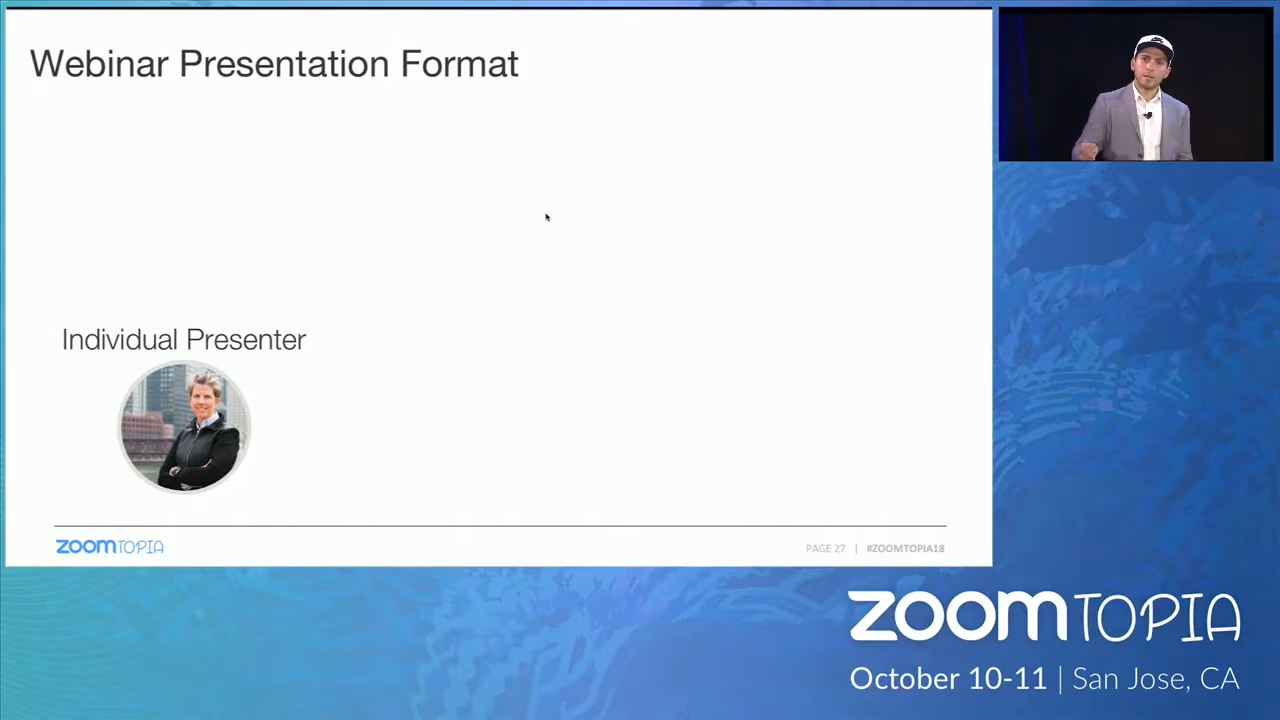 Webinar Presentation Format
Individual Presenter
ZOOMTOPIA
PAGE 27 | #ZOOMTOPIA18
ZOOMTOPIA
October 10-11 | San Jose, CA